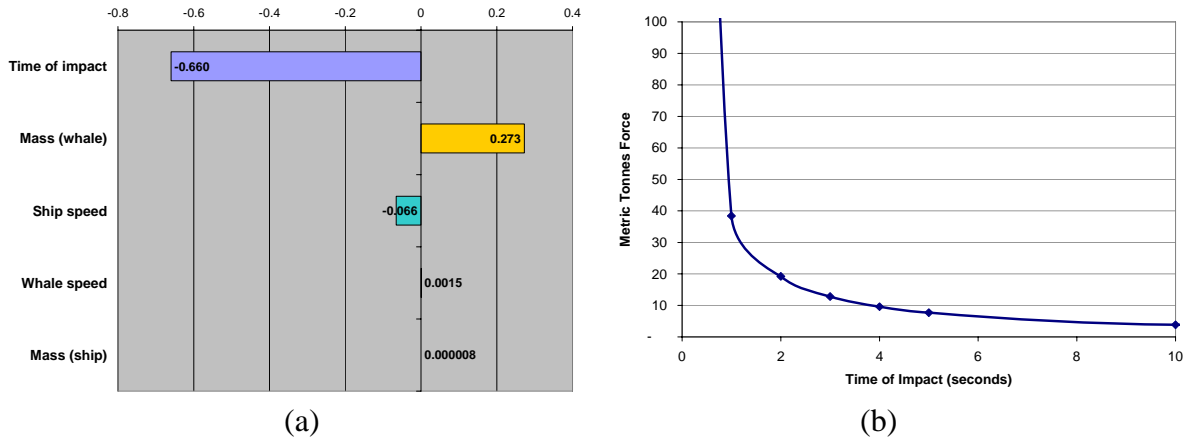 -0.8 -0.6 -0.4 -0.2 0 0.2 0.4
Time of impact -0.660
Mass (whale) 0.273
Ship speed -0.066
Whale speed 0.0015
Mass (ship) 0.000008
(a)
Metric Tonnes Force
100
90
80
70
60
50
40
30
20
10
-
0 2 4 6 8 10
Time of Impact (seconds)
(b)